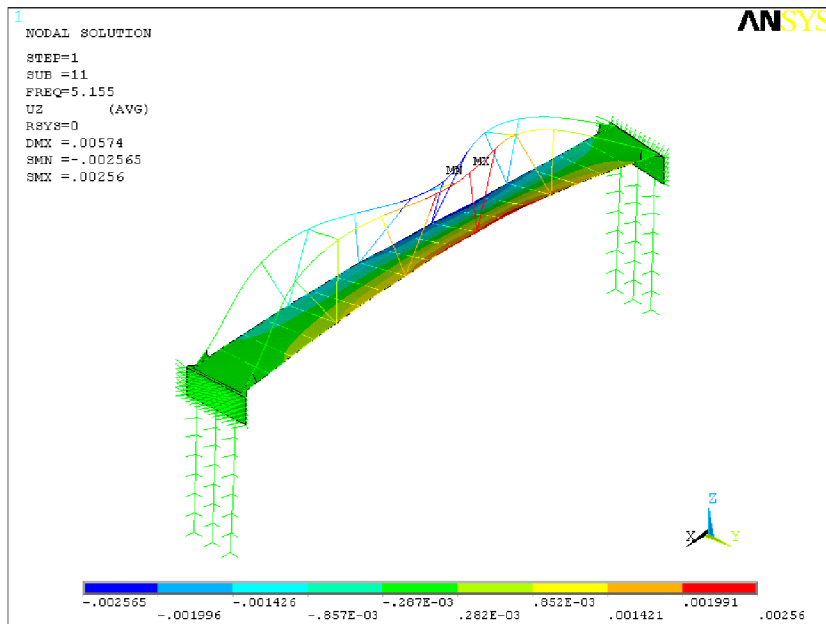 1
ANSYS
NODAL SOLUTION
STEP=1
SUB =11
FREQ=5.155
UZ (AVG)
RSYS=0
DMX =.00574
SMN =-.002565
SMX =.00256
MN MX
Z
X Y
-.002565 -.001426 -.287E-03 .852E-03 .001991
-.001996 -.857E-03 .282E-03 .001421 .00256